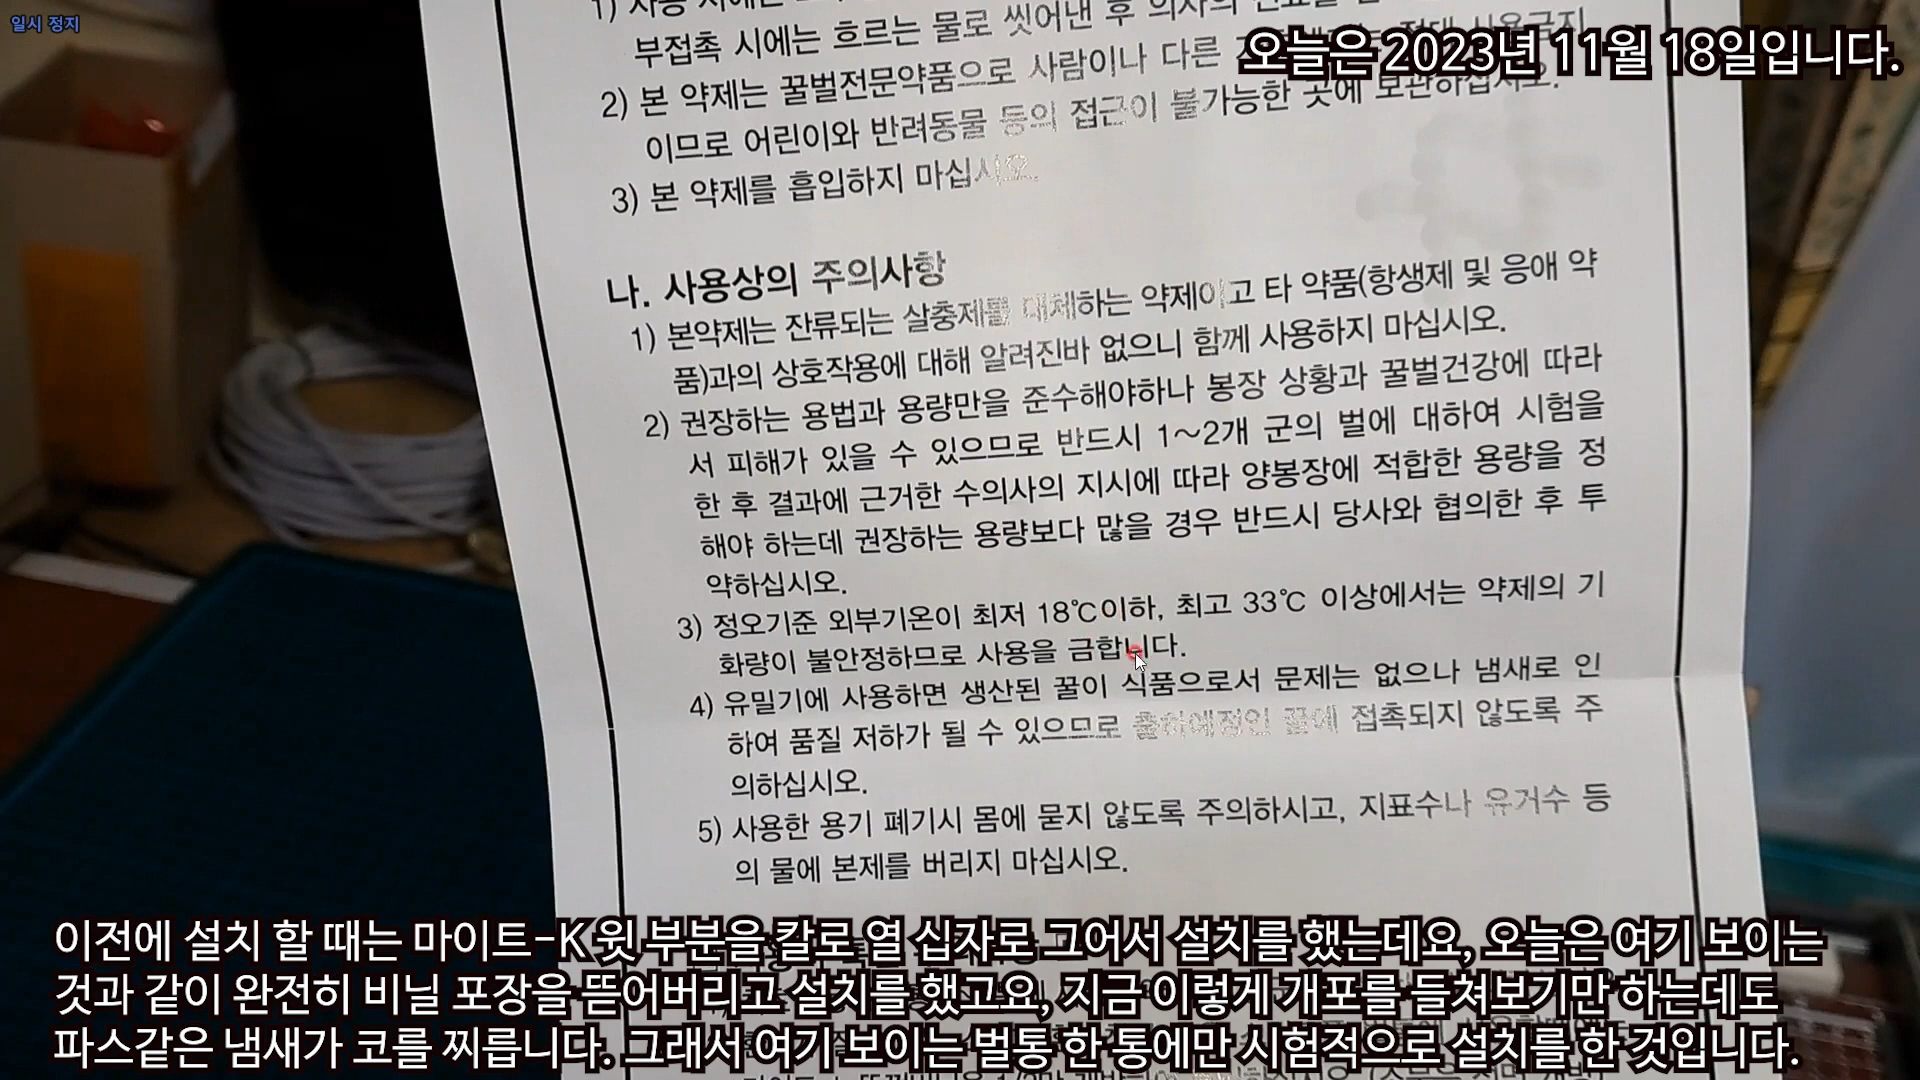 일시 정지
오늘은 2023년 11월 18일입니다.
부접촉 시에는 흐르는 물로 씻어낸 후 의사의
2) 본 약제는 꿀벌전문약품으로 사람이나 다른
이므로 어린이와 반려동물 등의 접근이 불가능한 곳에 보관하십시오.
3) 본 약제를 흡입하지 마십시오.
나. 사용상의 주의사항
1) 본약제는 잔류되는 살충제를 대체하는 약제이고 타 약품(항생제 및 응애 약
품)과의 상호작용에 대해 알려진바 없으니 함께 사용하지 마십시오.
2) 권장하는 용법과 용량만을 준수해야하나 봉장 상황과 꿀벌건강에 따라
서 피해가 있을 수 있으므로 반드시 1~2개 군의 벌에 대하여 시험을
한 후 결과에 근거한 수의사의 지시에 따라 양봉장에 적합한 용량을 정
해야 하는데 권장하는 용량보다 많을 경우 반드시 당사와 협의한 후 투
약하십시오.
3) 정오기준 외부기온이 최저 18℃이하, 최고 33℃ 이상에서는 약제의 기
화량이 불안정하므로 사용을 금합니다.
4) 유밀기에 사용하면 생산된 꿀이 식품으로서 문제는 없으나 냄새로 인
하여 품질 저하가 될 수 있으므로 출하예정인 꿀에 접촉되지 않도록 주
의하십시오.
5) 사용한 용기 폐기시 몸에 묻지 않도록 주의하시고, 지표수나 유거수 등
의 물에 본제를 버리지 마십시오.
이전에 설치 할 때는 마이트-K 윗 부분을 칼로 열 십자로 그어서 설치를 했는데요, 오늘은 여기 보이는
것과 같이 완전히 비닐 포장을 뜯어버리고 설치를 했고요, 지금 이렇게 개포를 들쳐보기만 하는데도
파스같은 냄새가 코를 찌릅니다. 그래서 여기 보이는 벌통 한 통에만 시험적으로 설치를 한 것입니다.